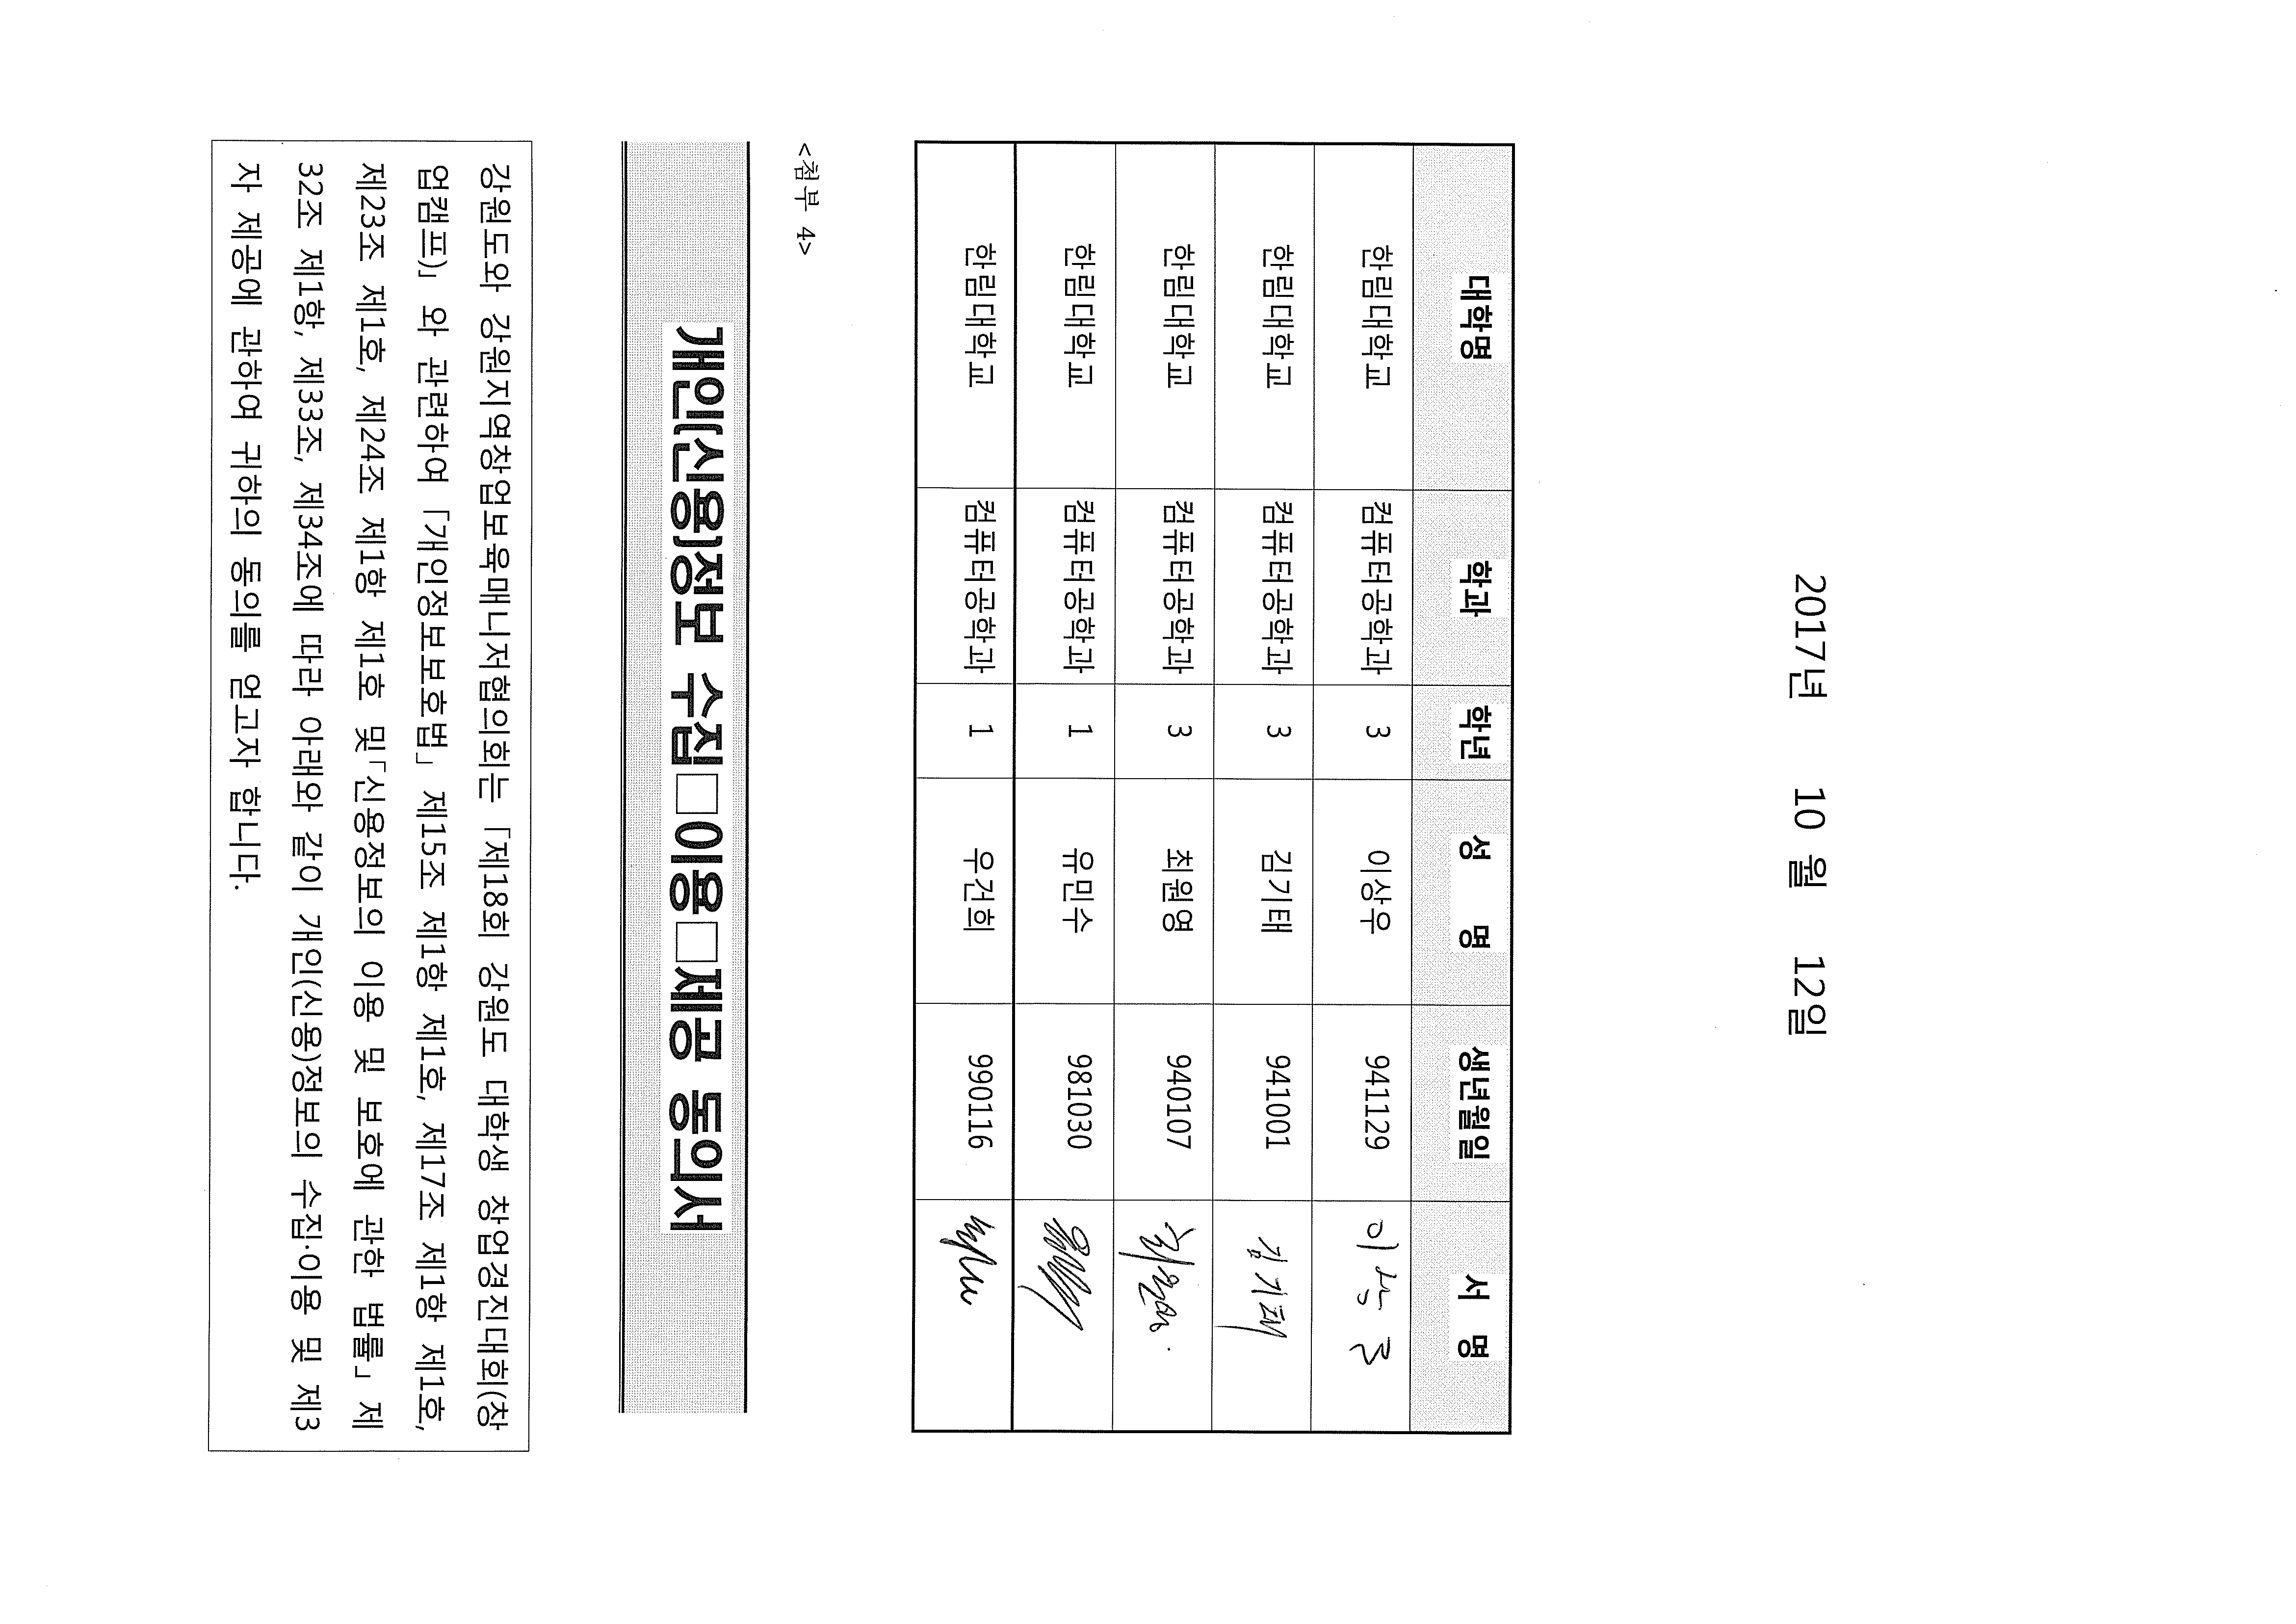 2017년 10 월 12일
대학명 학과 학년 성 명 생년월일 서 명
한림대학교 컴퓨터공학과 3 이상우 941129 이상우
한림대학교 컴퓨터공학과 3 김기태 941001 김기태
한림대학교 컴퓨터공학과 3 최원영 940107
한림대학교 컴퓨터공학과 1 유민수 981030
한림대학교 컴퓨터공학과 1 우건희 990116
<첨부 4>
개인(신용)정보 수집□이용□제공 동의서
강원도와 강원지역창업보육매니저협의회는 「제18회 강원도 대학생 창업경진대회(창
업캠프)」 와 관련하여 「개인정보보호법」 제15조 제1항 제1호, 제17조 제1항 제1호,
제23조 제1호, 제24조 제1항 제1호 및 「신용정보의 이용 및 보호에 관한 법률」 제
32조 제1항, 제33조, 제34조에 따라 아래와 같이 개인(신용)정보의 수집·이용 및 제3
자 제공에 관하여 귀하의 동의를 얻고자 합니다.